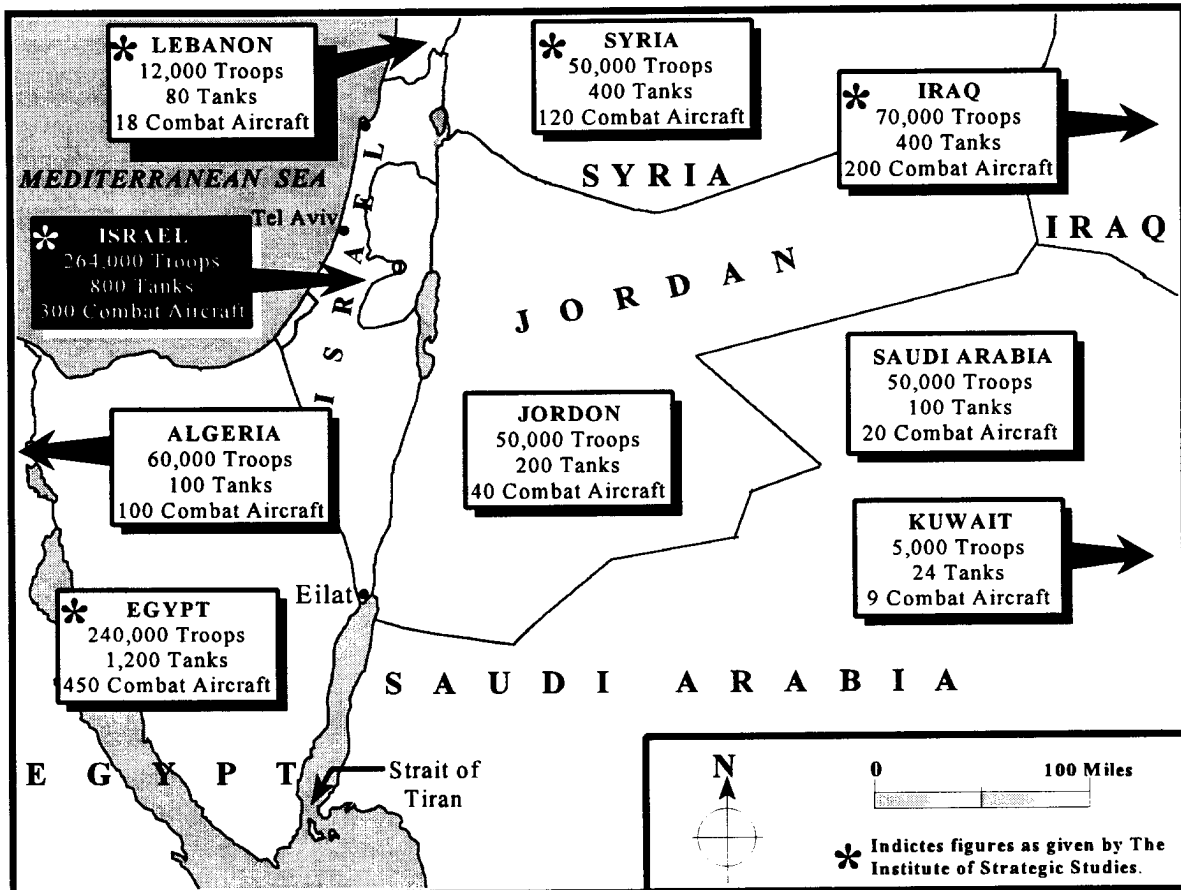 * LEBANON
12,000 Troops
80 Tanks
18 Combat Aircraft
* SYRIA
50,000 Troops
400 Tanks
120 Combat Aircraft
* IRAQ
70,000 Troops
400 Tanks
200 Combat Aircraft
MEDITERRANEAN SEA
SYRIA
Tel Aviv
IRAQ
* ISRAEL
264,000 Troops
800 Tanks
300 Combat Aircraft
ISRAEL
JORDAN
SAUDI ARABIA
50,000 Troops
100 Tanks
20 Combat Aircraft
JORDON
50,000 Troops
200 Tanks
40 Combat Aircraft
ALGERIA
60,000 Troops
100 Tanks
100 Combat Aircraft
KUWAIT
5,000 Troops
24 Tanks
9 Combat Aircraft
Eilat
* EGYPT
240,000 Troops
1,200 Tanks
450 Combat Aircraft
SAUDI ARABIA
EGYPT
Strait of
Tiran
N
0 100 Miles
* Indictes figures as given by The
Institute of Strategic Studies.